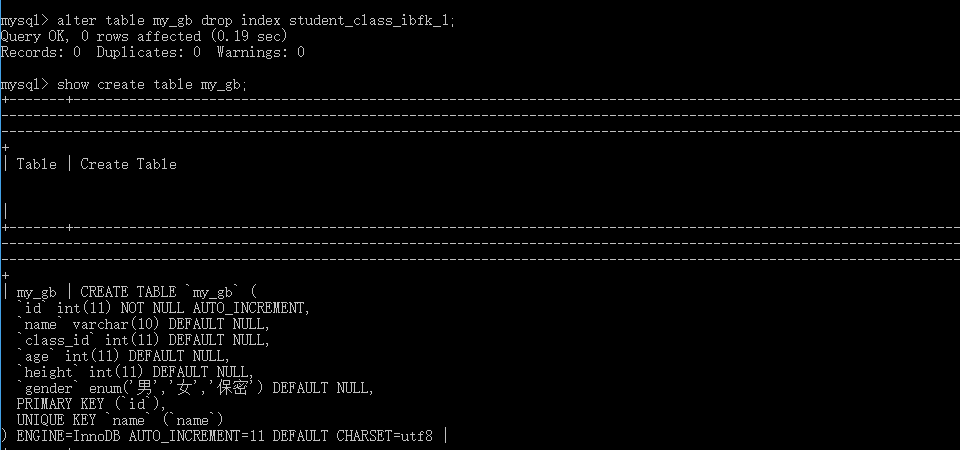 mysql> alter table my_gb drop index student_class_ibfk_1;
Query OK, 0 rows affected (0.19 sec)
Records: 0  Duplicates: 0  Warnings: 0
mysql> show create table my_gb;
+-------+---------------------------------------------------------------------------------------------------------------
------------------------------------------------------------------------------------------------------------------------
------------------------------------------------------------------------------------------------------------------------
+
| Table | Create Table
|
+-------+---------------------------------------------------------------------------------------------------------------
------------------------------------------------------------------------------------------------------------------------
------------------------------------------------------------------------------------------------------------------------
+
| my_gb | CREATE TABLE `my_gb` (
  `id` int(11) NOT NULL AUTO_INCREMENT,
  `name` varchar(10) DEFAULT NULL,
  `class_id` int(11) DEFAULT NULL,
  `age` int(11) DEFAULT NULL,
  `height` int(11) DEFAULT NULL,
  `gender` enum('男','女','保密') DEFAULT NULL,
  PRIMARY KEY (`id`),
  UNIQUE KEY `name` (`name`)
) ENGINE=InnoDB AUTO_INCREMENT=11 DEFAULT CHARSET=utf8 |